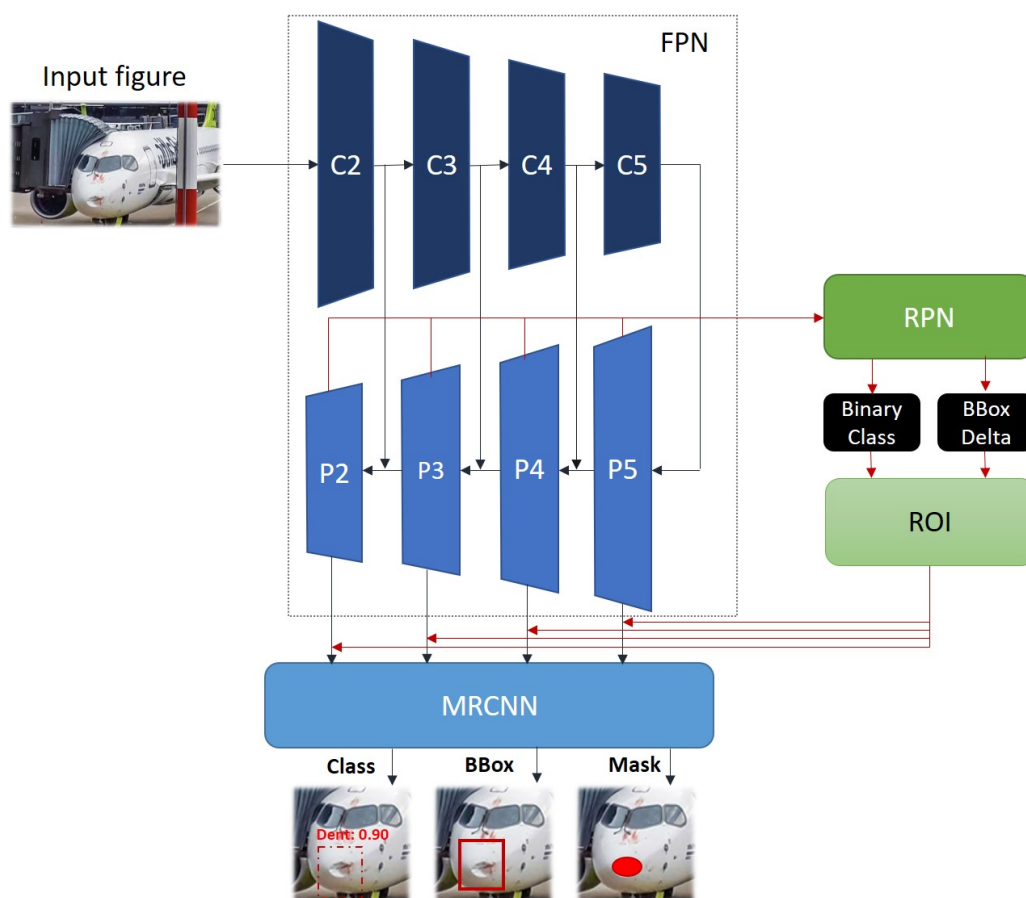 FPN
Input figure
C2
C3
C4
C5
RPN
Binary
Class
BBox
Delta
P2
P3
P4
P5
ROI
MRCNN
Class
BBox
Mask
Dent: 0.90